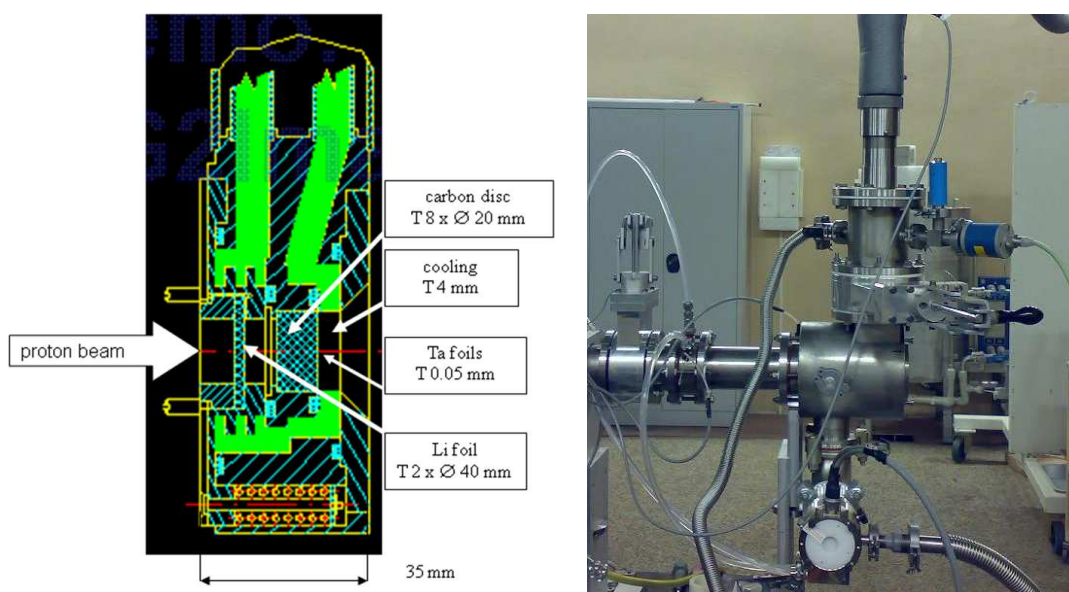 carbon disc
T 8 x Ø 20 mm
cooling
T 4 mm
proton beam
Ta foils
T 0.05 mm
Li foil
T 2 x Ø 40 mm
35 mm